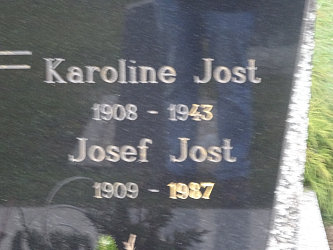 Karoline Jost
1908 - 1943
Josef Jost
1909 - 1987